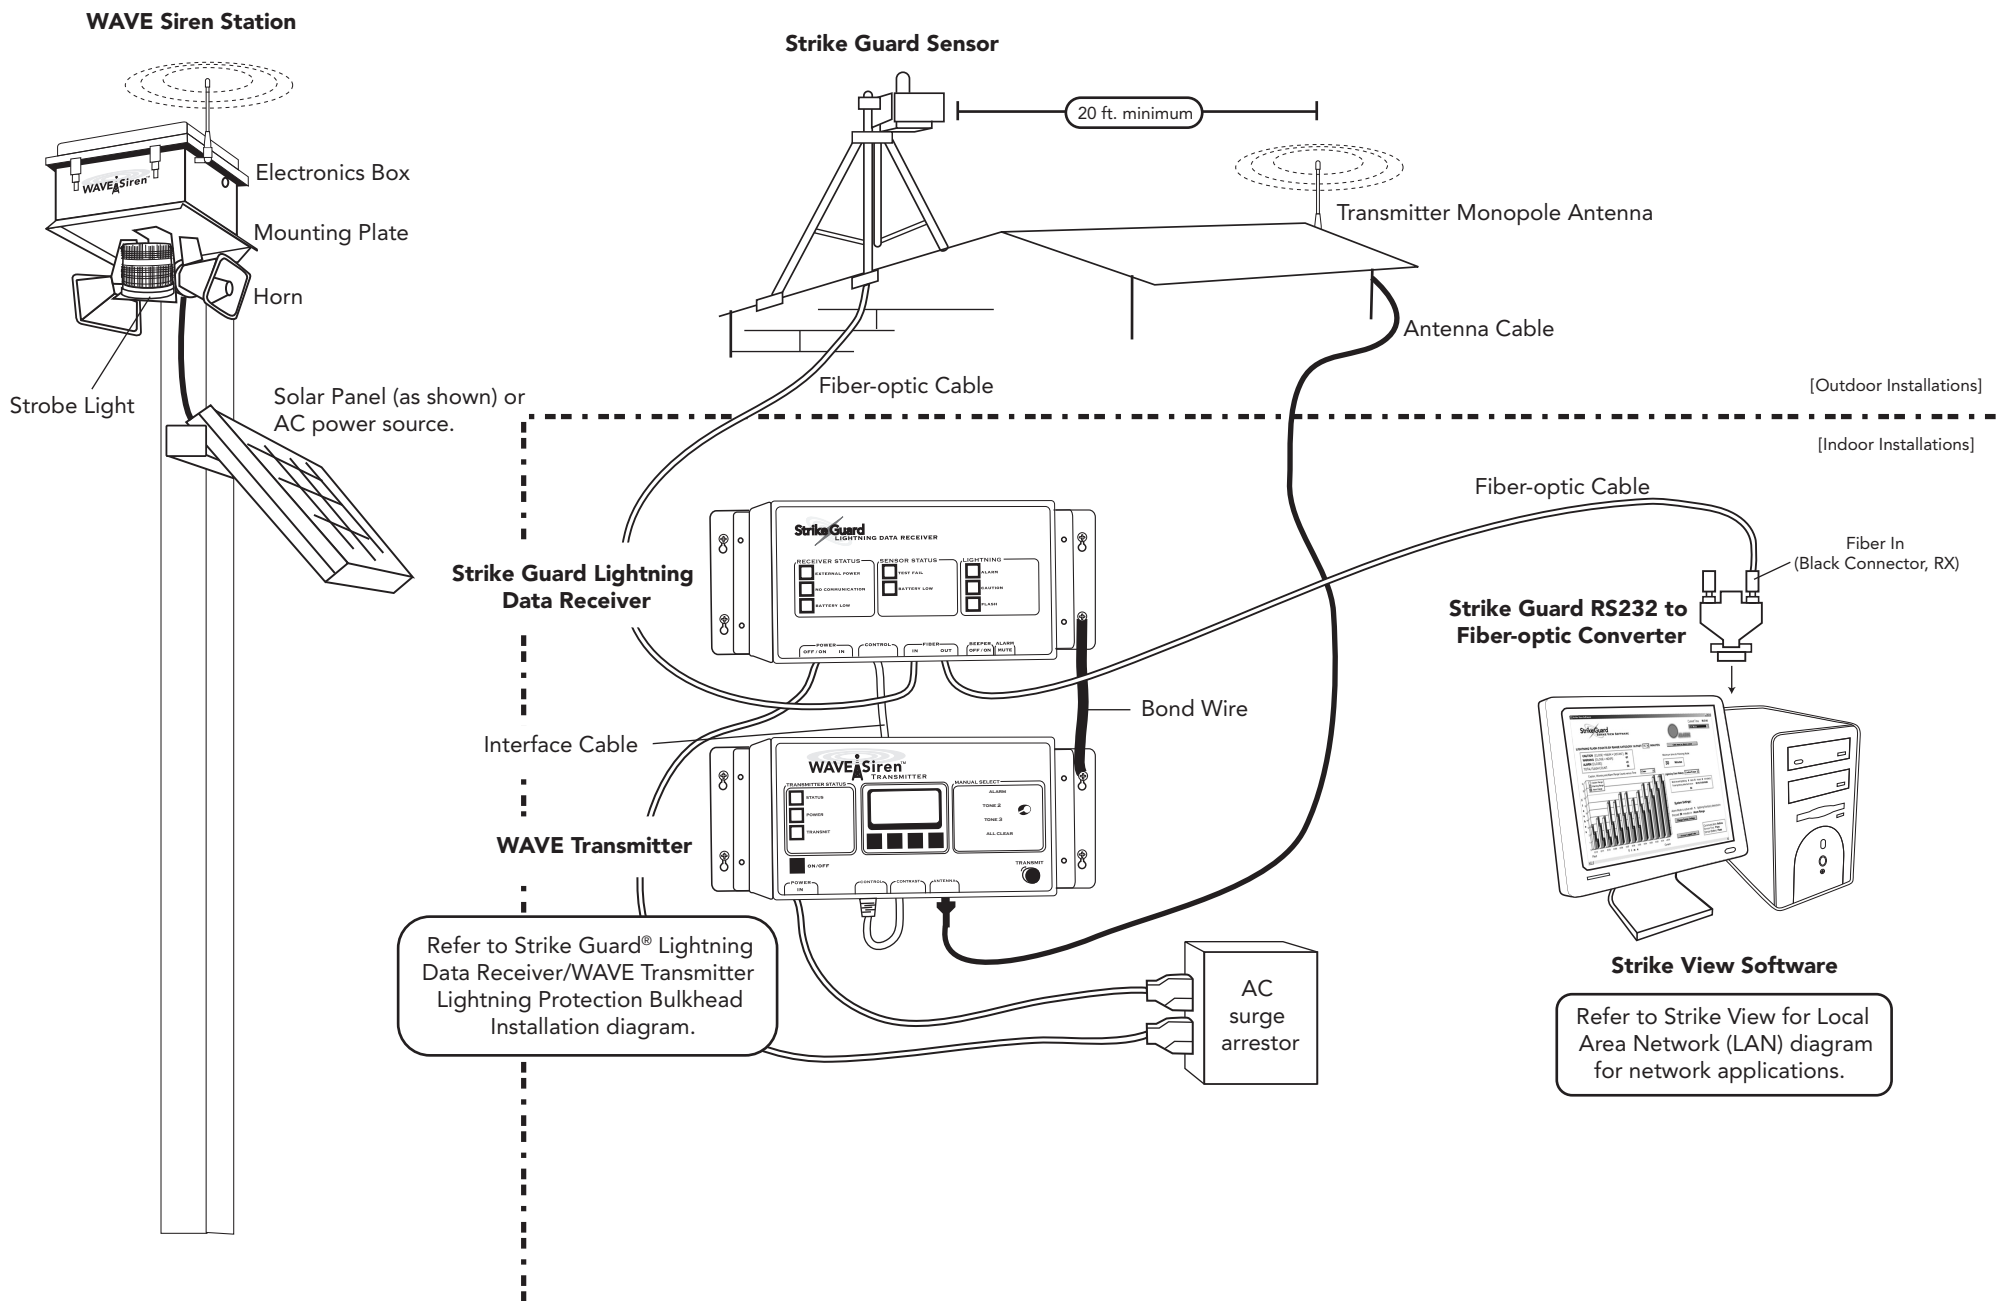 WAVE Siren Station
WAVE Siren™
Electronics Box
Mounting Plate
Horn
Strobe Light
Solar Panel (as shown) or
AC power source.
Strike Guard Sensor
20 ft. minimum
Transmitter Monopole Antenna
Antenna Cable
Fiber-optic Cable
[Outdoor Installations]
[Indoor Installations]
Fiber-optic Cable
Fiber In
(Black Connector, RX)
Strike Guard Lightning
Data Receiver
StrikeGuard
LIGHTNING DATA RECEIVER
RECEIVER STATUS
EXTERNAL POWER
NO COMMUNICATION
BATTERY LOW
SENSOR STATUS
TEST FAIL
BATTERY LOW
LIGHTNING
ALARM
CAUTION
FLASH
POWER
OFF / ON IN
CONTROL
FIBER
IN OUT
BEEPER
OFF / ON
ALARM
MUTE
Strike Guard RS232 to
Fiber-optic Converter
Bond Wire
Interface Cable
WAVE Transmitter
WAVE Siren™
TRANSMITTER
TRANSMITTER STATUS
STATUS
POWER
TRANSMIT
ON/OFF
MANUAL SELECT
ALARM
TONE 2
TONE 3
ALL CLEAR
TRANSMIT
POWER
IN
CONTROL
CONTRAST
ANTENNA
Refer to Strike Guard® Lightning
Data Receiver/WAVE Transmitter
Lightning Protection Bulkhead
Installation diagram.
AC
surge
arrestor
StrikeGuard
Strike View Software
Refer to Strike View for Local
Area Network (LAN) diagram
for network applications.